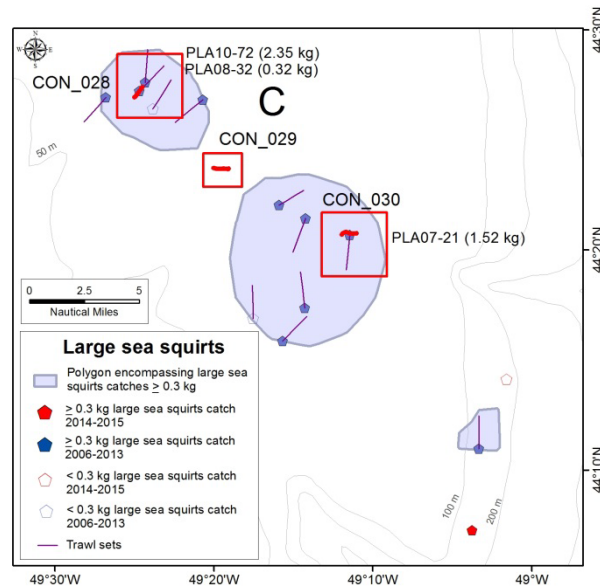 44°30'N
N
W E
S
PLA10-72 (2.35 kg)
PLA08-32 (0.32 kg)
CON_028
C
CON_029
50 m
CON_030
PLA07-21 (1.52 kg)
44°20'N
0 2.5 5
Nautical Miles
Large sea squirts
Polygon encompassing large sea
squirts catches ≥ 0.3 kg
≥ 0.3 kg large sea squirts catch
2014-2015
≥ 0.3 kg large sea squirts catch
2006-2013
< 0.3 kg large sea squirts catch
2014-2015
< 0.3 kg large sea squirts catch
2006-2013
Trawl sets
100 m
200 m
44°10'N
49°30'W 49°20'W 49°10'W 49°0'W